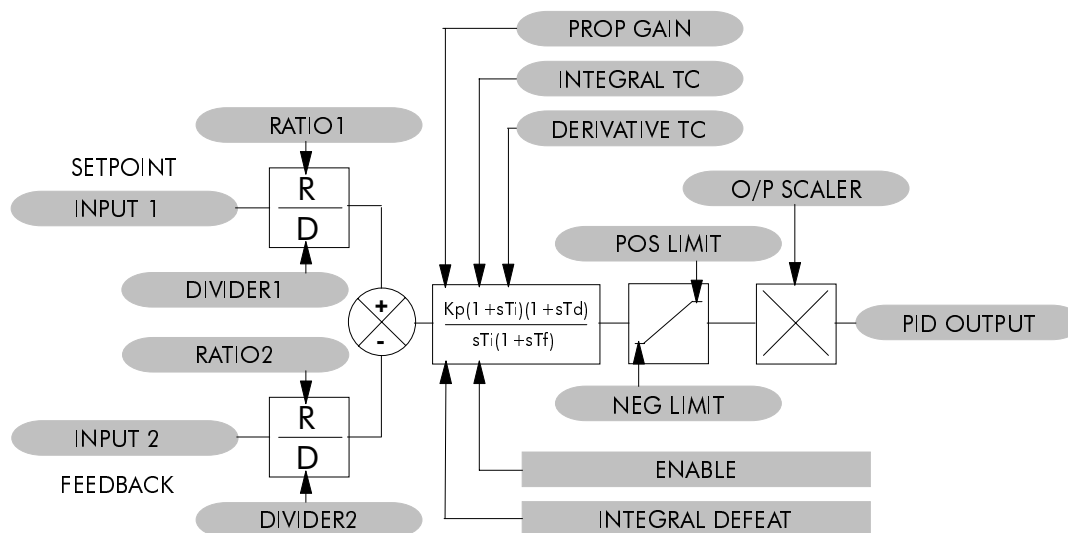 PROP GAIN
INTEGRAL TC
DERIVATIVE TC
RATIO1
SETPOINT
INPUT 1
R
D
DIVIDER1
O/P SCALER
POS LIMIT
+
-
Kp(1+sTi)(1+sTd)
sTi(1+sTf)
PID OUTPUT
RATIO2
NEG LIMIT
INPUT 2
R
D
FEEDBACK
DIVIDER2
ENABLE
INTEGRAL DEFEAT